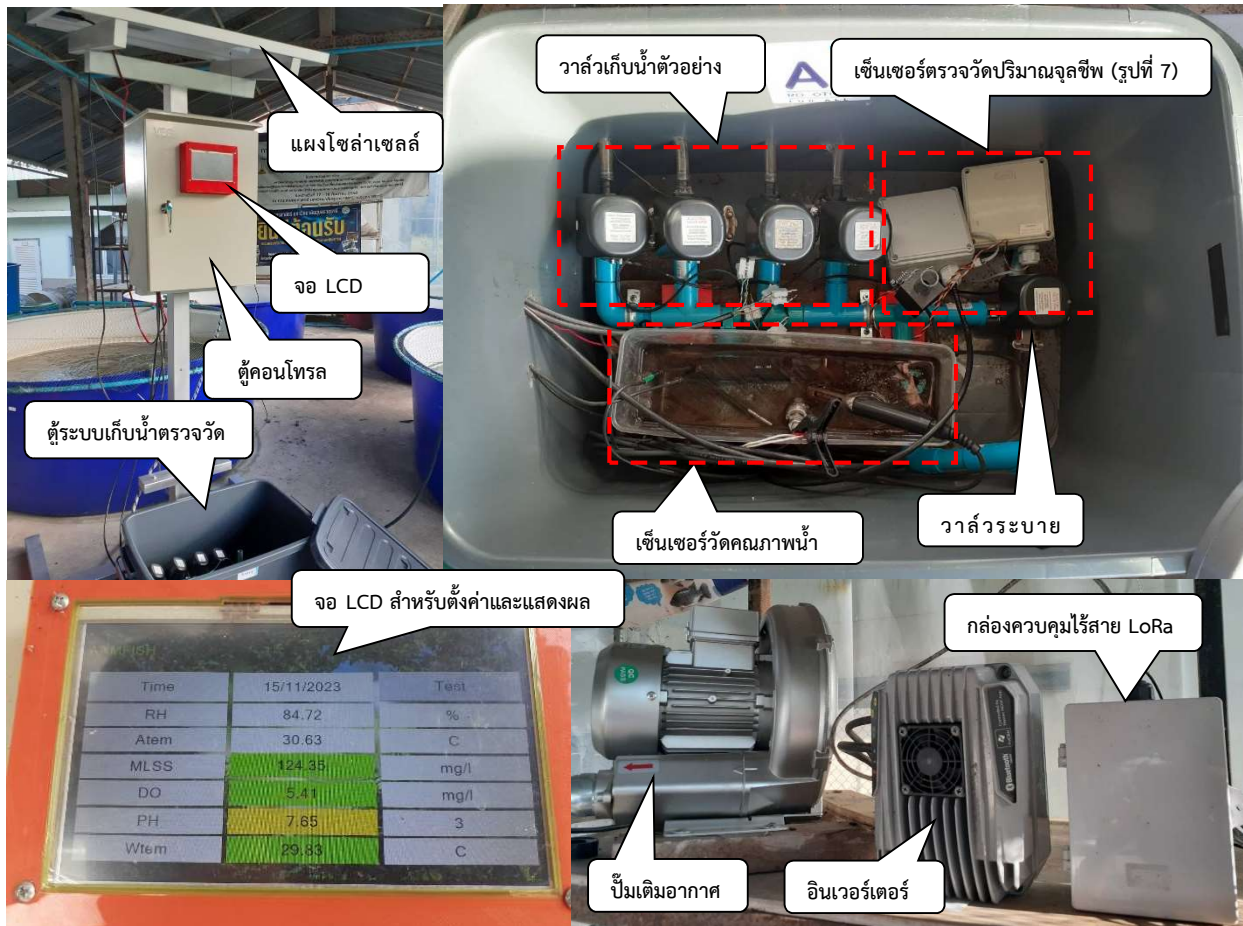 แผงโซล่าเซลล์
จอ LCD
ตู้คอนโทรล
ตู้ระบบเก็บน้ำตรวจวัด
ยินดีต้อนรับ
วาล์วเก็บน้ำตัวอย่าง
เซ็นเซอร์ตรวจวัดปริมาณจุลชีพ (รูปที่ 7)
A
เซ็นเซอร์วัดคุณภาพน้ำ
วาล์วระบาย
จอ LCD สำหรับตั้งค่าและแสดงผล
Time 15/11/2023 Test
RH 84.72 %
Atem 30.63 C
MLSS 124.35 mg/l
DO 5.41 mg/l
PH 7.65 3
Wtem 29.83 C
กล่องควบคุมไร้สาย LoRa
ปั๊มเติมอากาศ
อินเวอร์เตอร์
Bluetooth